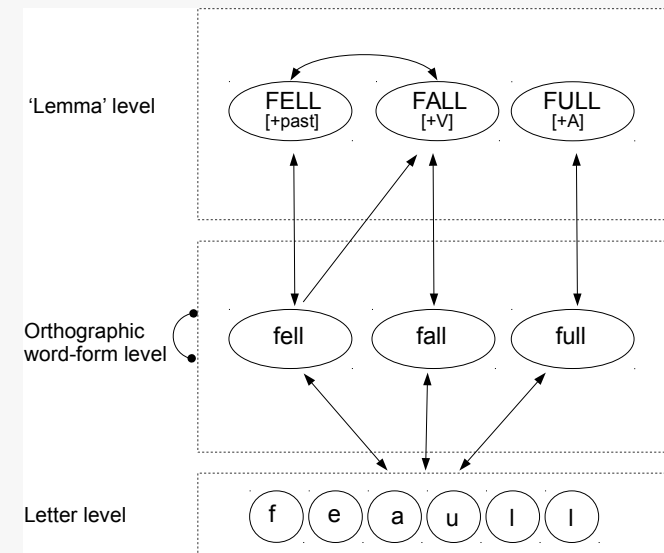 ‘Lemma’ level
FELL FALL FULL
[+past] [+V] [+A]
Orthographic
word-form level
fell fall full
Letter level
f e a u l l